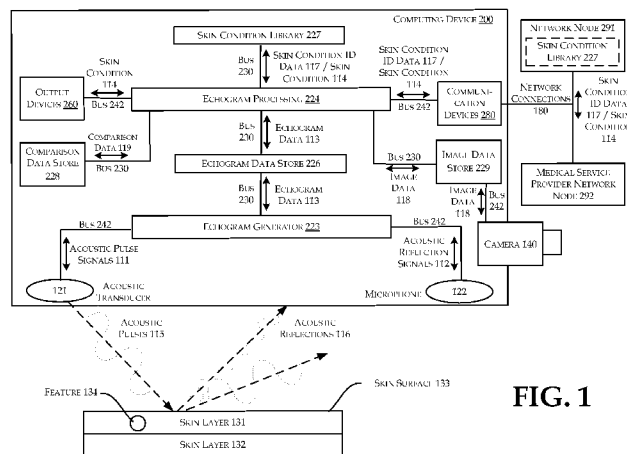 COMPUTING DEVICE 200
SKIN CONDITION LIBRARY 227
NETWORK NODE 291
SKIN CONDITION
LIBRARY 227
SKIN
CONDITION
114
BUS
230
SKIN CONDITION ID
DATA 117 / SKIN
CONDITION 114
SKIN CONDITION
ID DATA 117 /
SKIN CONDITION
114
OUTPUT
DEVICES 260
BUS 242
ECHOGRAM PROCESSING 224
BUS 242
COMMUNI-
CATION
DEVICES 280
NETWORK
CONNECTIONS
180
SKIN
CONDITION
ID DATA
117 / SKIN
CONDITION
114
COMPARISON
DATA STORE
228
COMPARISON
DATA 119
BUS 230
BUS
230
ECHOGRAM
DATA 113
BUS 230
IMAGE
DATA
118
IMAGE DATA
STORE 229
ECHOGRAM DATA STORE 226
BUS
230
ECHOGRAM
DATA 113
IMAGE
DATA
118
BUS
242
MEDICAL SERVICE
PROVIDER NETWORK
NODE 292
BUS 242
ECHOGRAM GENERATOR 223
BUS 242
CAMERA 140
ACOUSTIC PULSE
SIGNALS 111
ACOUSTIC
REFLECTION
SIGNALS 112
121
ACOUSTIC
TRANSDUCER
MICROPHONE
122
ACOUSTIC
PULSES 115
ACOUSTIC
REFLECTIONS 116
FEATURE 134
SKIN SURFACE 133
SKIN LAYER 131
SKIN LAYER 132
FIG. 1